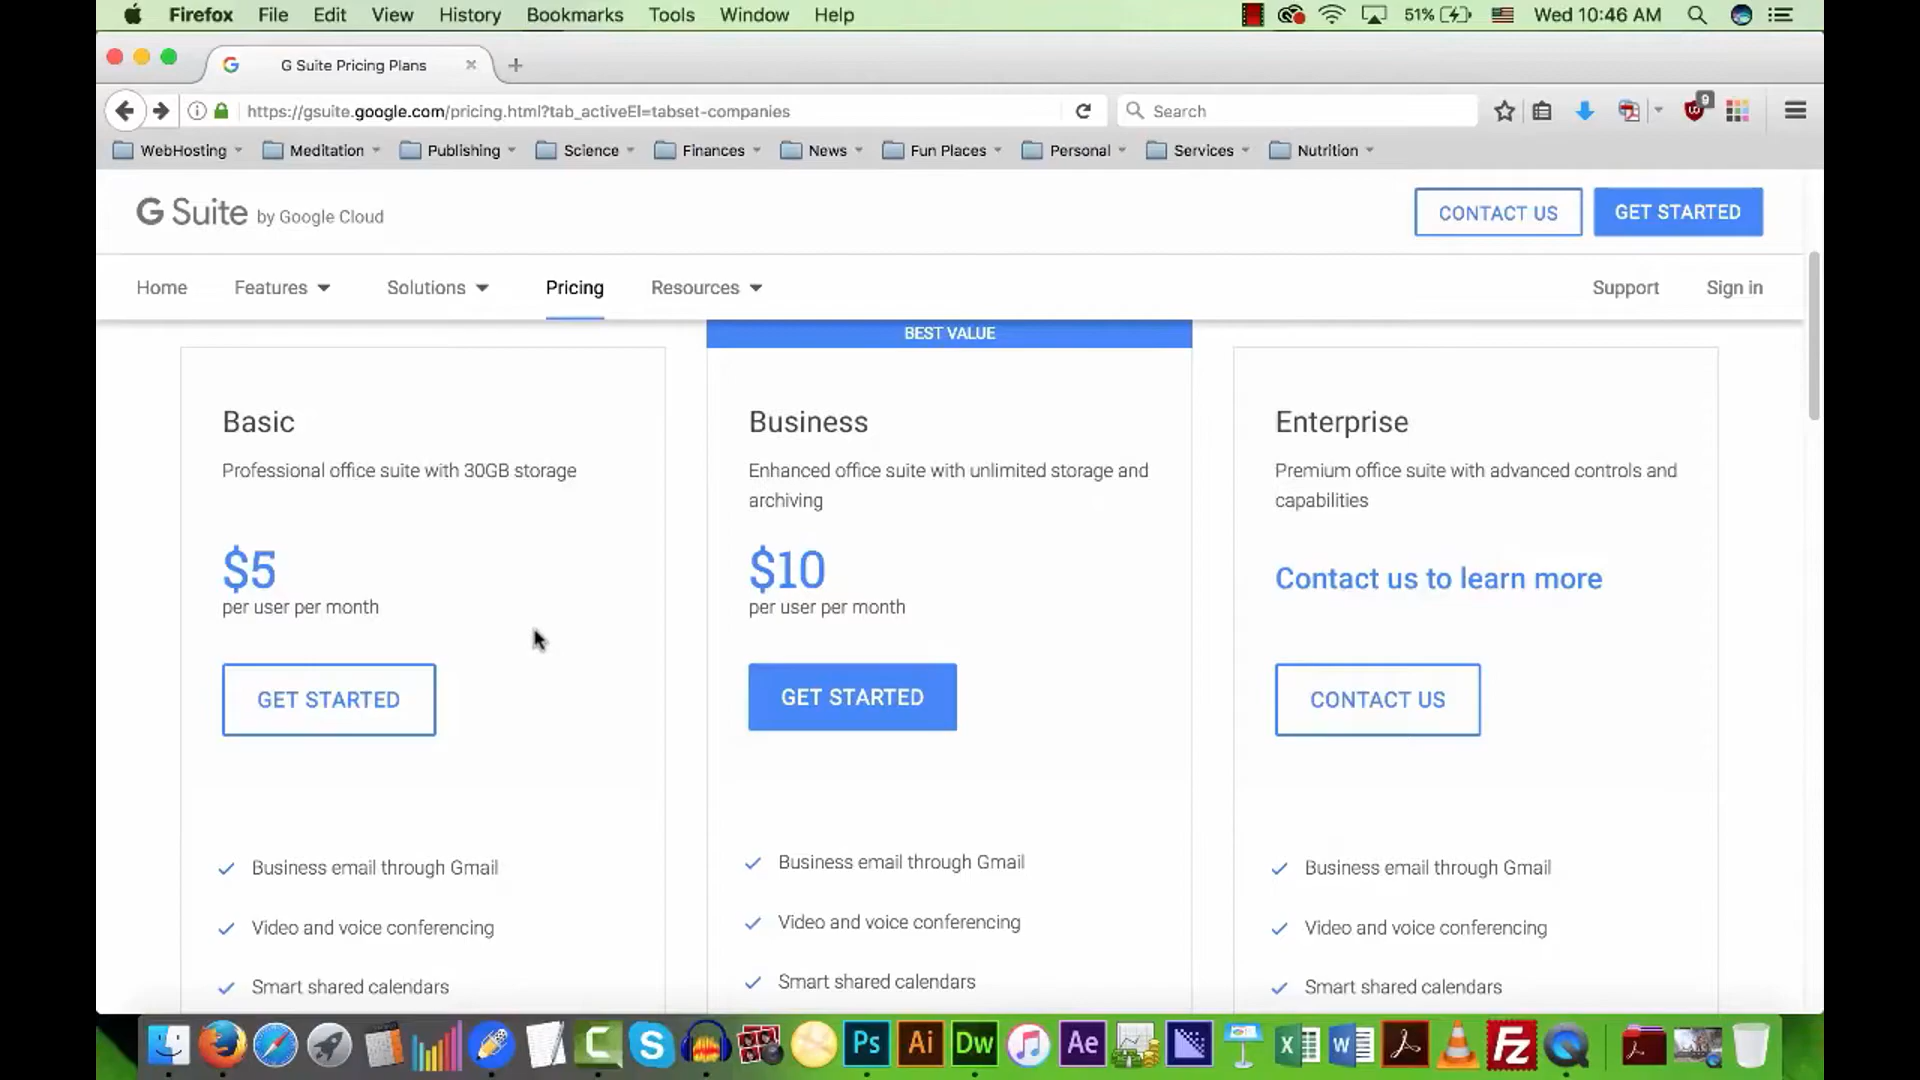 Firefox File Edit View History Bookmarks Tools Window Help 51% Wed 10:46 AM
G Suite Pricing Plans
https://gsuite.google.com/pricing.html?tab_activeEl=tabset-companies Search 9
WebHosting Meditation Publishing Science Finances News Fun Places Personal Services Nutrition
G Suite by Google Cloud CONTACT US GET STARTED
Home Features Solutions Pricing Resources Support Sign in
BEST VALUE
Basic
Professional office suite with 30GB storage
$5
per user per month
GET STARTED
Business email through Gmail
Video and voice conferencing
Smart shared calendars
Business
Enhanced office suite with unlimited storage and
archiving
$10
per user per month
GET STARTED
Business email through Gmail
Video and voice conferencing
Smart shared calendars
Enterprise
Premium office suite with advanced controls and
capabilities
Contact us to learn more
CONTACT US
Business email through Gmail
Video and voice conferencing
Smart shared calendars
Ps Ai Dw Ae Fz